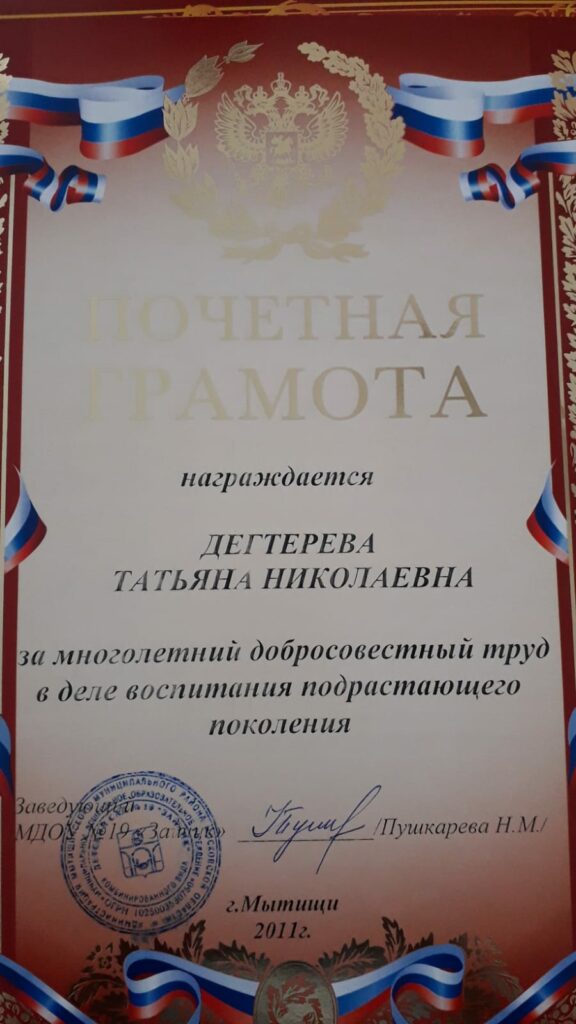 ПОЧЕТНАЯ
ГРАМОТА
награждается
ДЕГТЕРЕВА
ТАТЬЯНА НИКОЛАЕВНА
за многолетний добросовестный труд
в деле воспитания подрастающего
поколения
Заведующий
МДОУ №19 «Замок» /Пушкарева Н.М./
г.Мытищи
2011г.